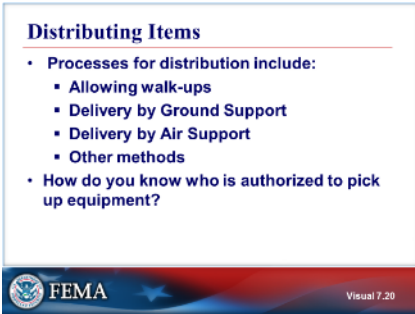 Distributing Items
• Processes for distribution include:
▪ Allowing walk-ups
▪ Delivery by Ground Support
▪ Delivery by Air Support
▪ Other methods
• How do you know who is authorized to pick
up equipment?
FEMA
Visual 7.20